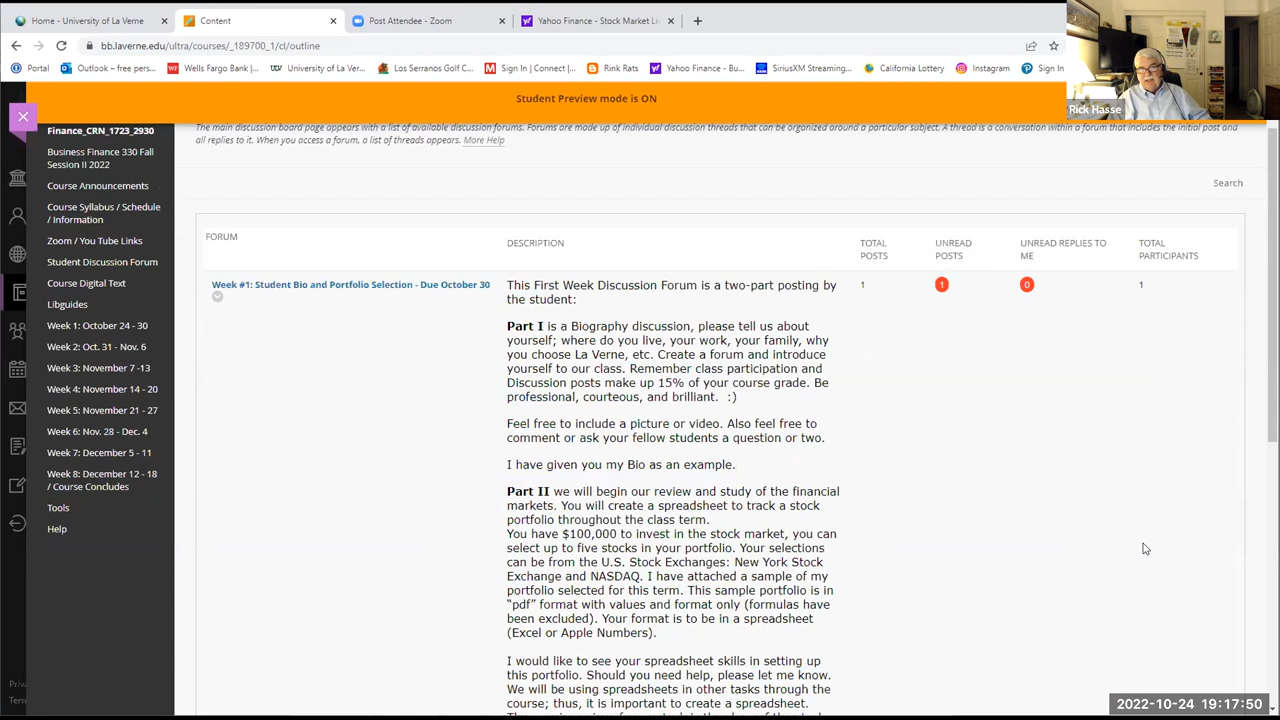 Home - University of La Verne
Content
Post Attendee - Zoom
Yahoo Finance - Stock Market Li
bb.laverne.edu/ultra/courses/_189700_1/cl/outline
Portal
Outlook – free pers...
Wells Fargo Bank |...
University of La Ver...
Los Serranos Golf C...
Sign In | Connect |...
Rink Rats
Yahoo Finance - Bu...
SiriusXM Streaming...
California Lottery
Instagram
Sign In
Student Preview mode is ON
Rick Hasse
Finance_CRN_1723_2930
Business Finance 330 Fall
Session II 2022
Course Announcements
Course Syllabus / Schedule
/ Information
Zoom / You Tube Links
Student Discussion Forum
Course Digital Text
Libguides
Week 1: October 24 - 30
Week 2: Oct. 31 - Nov. 6
Week 3: November 7 -13
Week 4: November 14 - 20
Week 5: November 21 - 27
Week 6: Nov. 28 - Dec. 4
Week 7: December 5 - 11
Week 8: December 12 - 18
/ Course Concludes
Tools
Help
Priva
Term
The main discussion board page appears with a list of available discussion forums. Forums are made up of individual discussion threads that can be organized around a particular subject. A thread is a conversation within a forum that includes the initial post and
all replies to it. When you access a forum, a list of threads appears. More Help
Search
FORUM
DESCRIPTION
TOTAL
POSTS
UNREAD
POSTS
UNREAD REPLIES TO
ME
TOTAL
PARTICIPANTS
Week #1: Student Bio and Portfolio Selection - Due October 30
This First Week Discussion Forum is a two-part posting by
the student:
1
1
0
1
Part I is a Biography discussion, please tell us about
yourself; where do you live, your work, your family, why
you choose La Verne, etc. Create a forum and introduce
yourself to our class. Remember class participation and
Discussion posts make up 15% of your course grade. Be
professional, courteous, and brilliant. :)
Feel free to include a picture or video. Also feel free to
comment or ask your fellow students a question or two.
I have given you my Bio as an example.
Part II we will begin our review and study of the financial
markets. You will create a spreadsheet to track a stock
portfolio throughout the class term.
You have $100,000 to invest in the stock market, you can
select up to five stocks in your portfolio. Your selections
can be from the U.S. Stock Exchanges: New York Stock
Exchange and NASDAQ. I have attached a sample of my
portfolio selected for this term. This sample portfolio is in
“pdf” format with values and format only (formulas have
been excluded). Your format is to be in a spreadsheet
(Excel or Apple Numbers).
I would like to see your spreadsheet skills in setting up
this portfolio. Should you need help, please let me know.
We will be using spreadsheets in other tasks through the
course; thus, it is important to create a spreadsheet.
2022-10-24 19:17:50